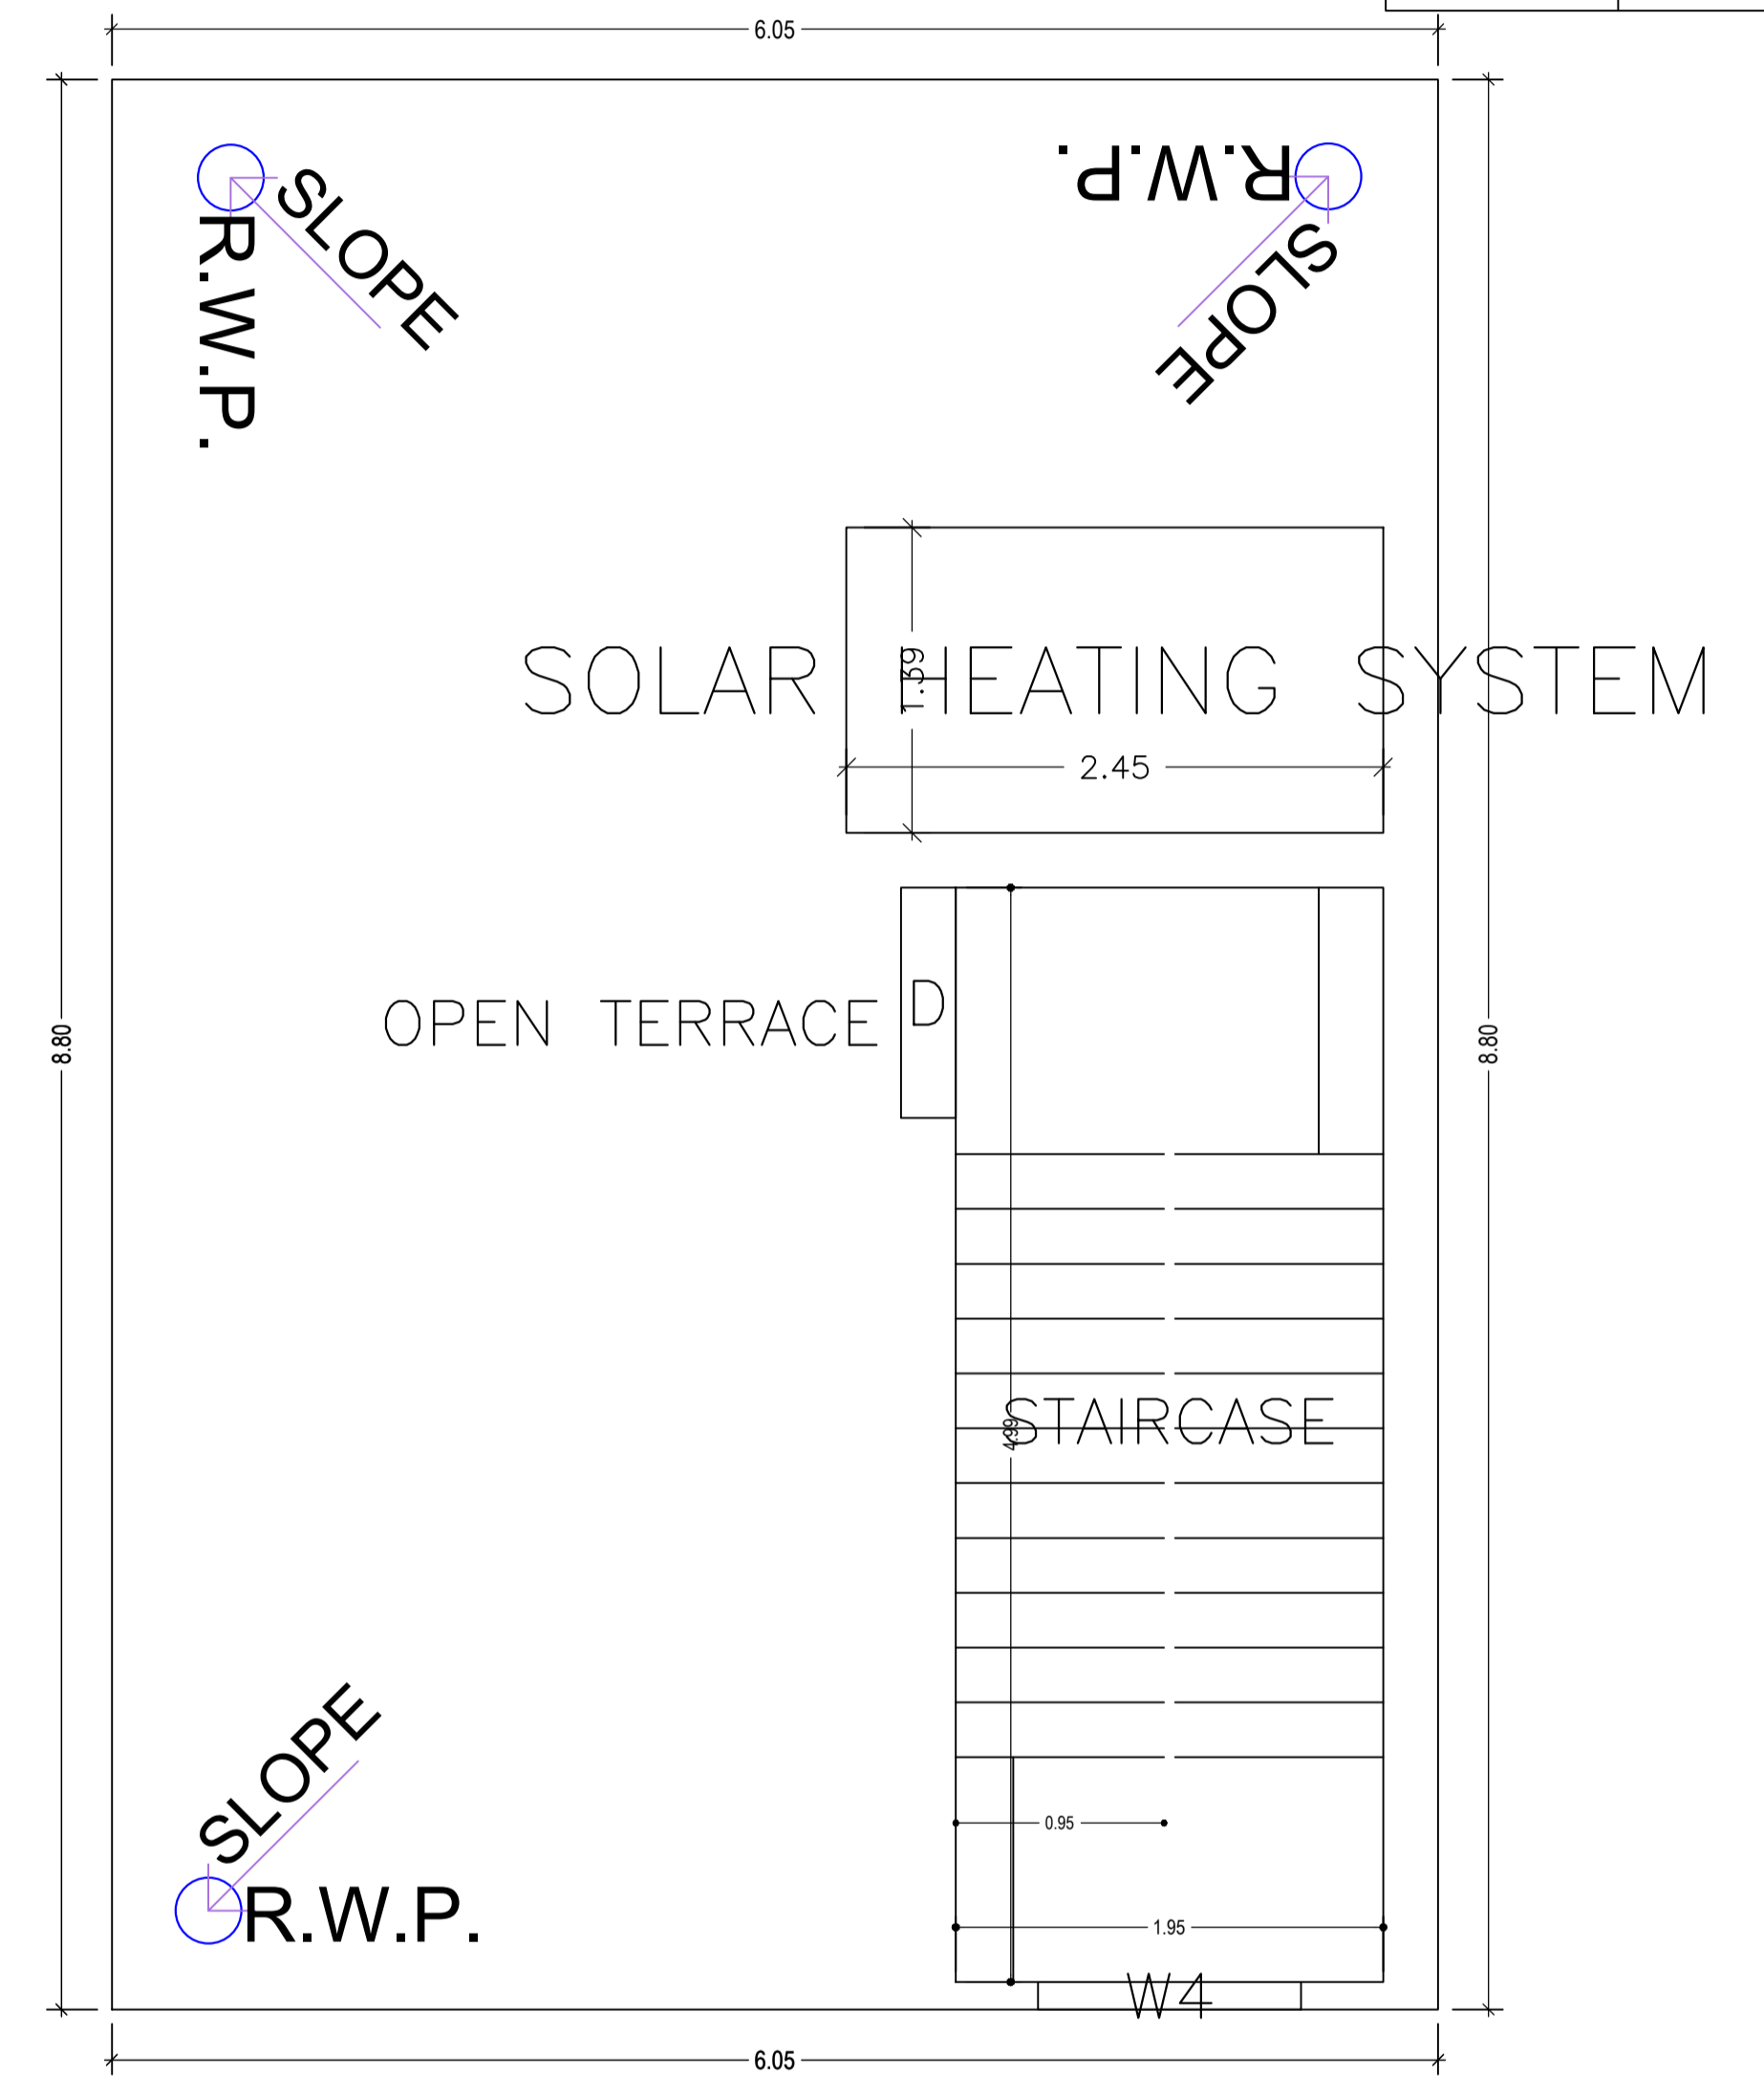 6.05
SLOPE
R.W.P.
R.W.P.
SLOPE
SOLAR HEATING SYSTEM
1.39
2.45
OPEN TERRACE
D
8.80
8.80
STAIRCASE
4.99
0.95
SLOPE
R.W.P.
1.95
W4
6.05